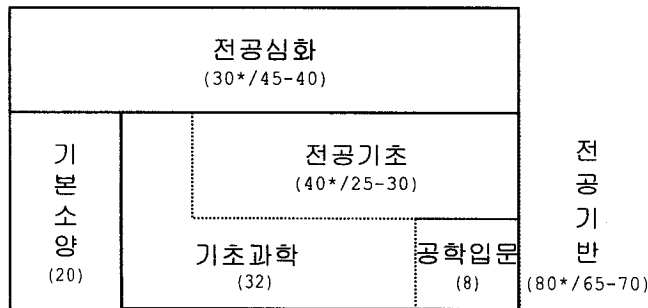 전공심화
(30*/45-40)
기본소양
(20)
전공기초
(40*/25-30)
기초과학
(32)
공학입문
(8)
전공기반
(80*/65-70)